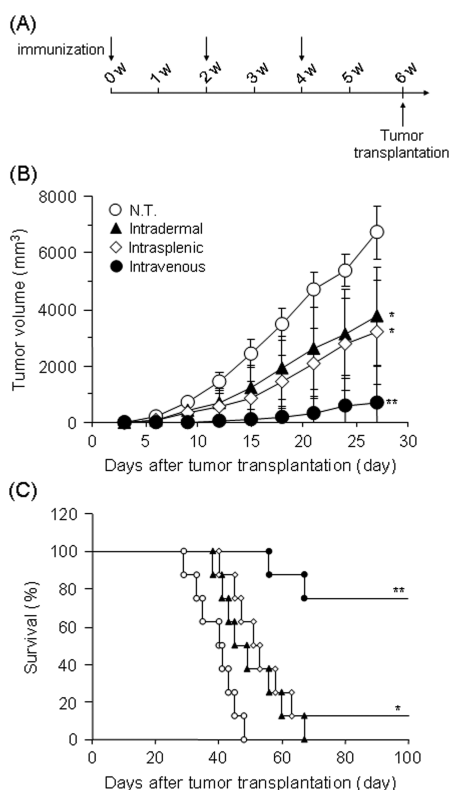 (A)
immunization
0 w 1 w 2 w 3 w 4 w 5 w 6 w
Tumor
transplantation
(B)
8000
6000
4000
2000
0
Tumor volume (mm³)
N.T.
Intradermal
Intrasplenic
Intravenous
*
*
**
0 5 10 15 20 25 30
Days after tumor transplantation (day)
(C)
120
100
80
60
40
20
0
Survival (%)
**
*
0 20 40 60 80 100
Days after tumor transplantation (day)